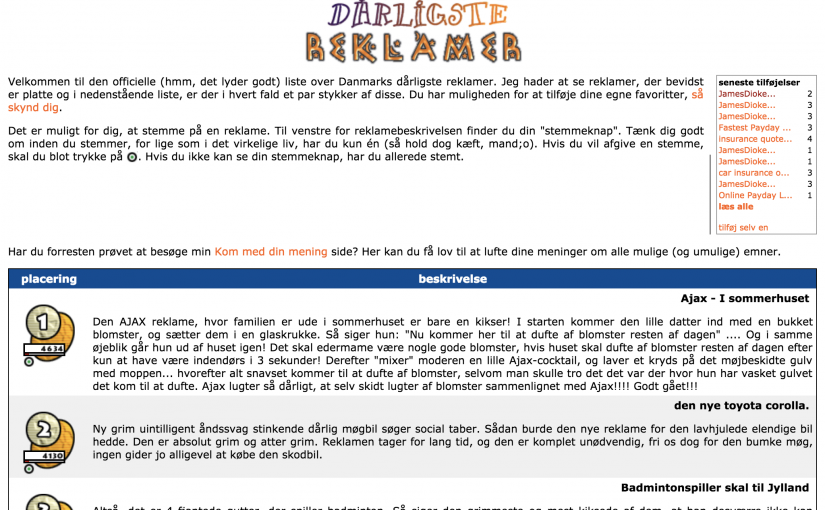 DÅRLIGSTE
REKLAMER
Velkommen til den officielle (hmm, det lyder godt) liste over Danmarks dårligste reklamer. Jeg hader at se reklamer, der bevidst
er platte og i nedenstående liste, er der i hvert fald et par stykker af disse. Du har muligheden for at tilføje dine egne favoritter, så
skynd dig.
Det er muligt for dig, at stemme på en reklame. Til venstre for reklamebeskrivelsen finder du din "stemmeknap". Tænk dig godt
om inden du stemmer, for lige som i det virkelige liv, har du kun én (så hold dog kæft, mand;o). Hvis du vil afgive en stemme,
skal du blot trykke på . Hvis du ikke kan se din stemmeknap, har du allerede stemt.
seneste tilføjelser
JamesDioke... 2
JamesDioke... 3
JamesDioke... 3
Fastest Payday ... 3
insurance quote... 4
JamesDioke... 1
JamesDioke... 1
car insurance o... 3
JamesDioke... 3
Online Payday L... 1
læs alle
tilføj selv en
Har du forresten prøvet at besøge min Kom med din mening side? Her kan du få lov til at lufte dine meninger om alle mulige (og umulige) emner.
placering beskrivelse
Ajax - I sommerhuset
1
4634
Den AJAX reklame, hvor familien er ude i sommerhuset er bare en kikser! I starten kommer den lille datter ind med en bukket
blomster, og sætter dem i en glaskrukke. Så siger hun: "Nu kommer her til at dufte af blomster resten af dagen" .... Og i samme
øjeblik går hun ud af huset igen! Det skal edermame være nogle gode blomster, hvis huset skal dufte af blomster resten af dagen efter
kun at have være indendørs i 3 sekunder! Derefter "mixer" moderen en lille Ajax-cocktail, og laver et kryds på det møjbeskidte gulv
med moppen... hvorefter alt snavset kommer til at dufte af blomster, selvom man skulle tro det det var der hvor hun har vasket gulvet
det kom til at dufte. Ajax lugter så dårligt, at selv skidt lugter af blomster sammenlignet med Ajax!!!! Godt gået!!!
den nye toyota corolla.
2
4130
Ny grim uintilligent åndssvag stinkende dårlig møgbil søger social taber. Sådan burde den nye reklame for den lavhjulede elendige bil
hedde. Den er absolut grim og atter grim. Reklamen tager for lang tid, og den er komplet unødvendig, fri os dog for den bumke møg,
ingen gider jo alligevel at købe den skodbil.
Badmintonspiller skal til Jylland